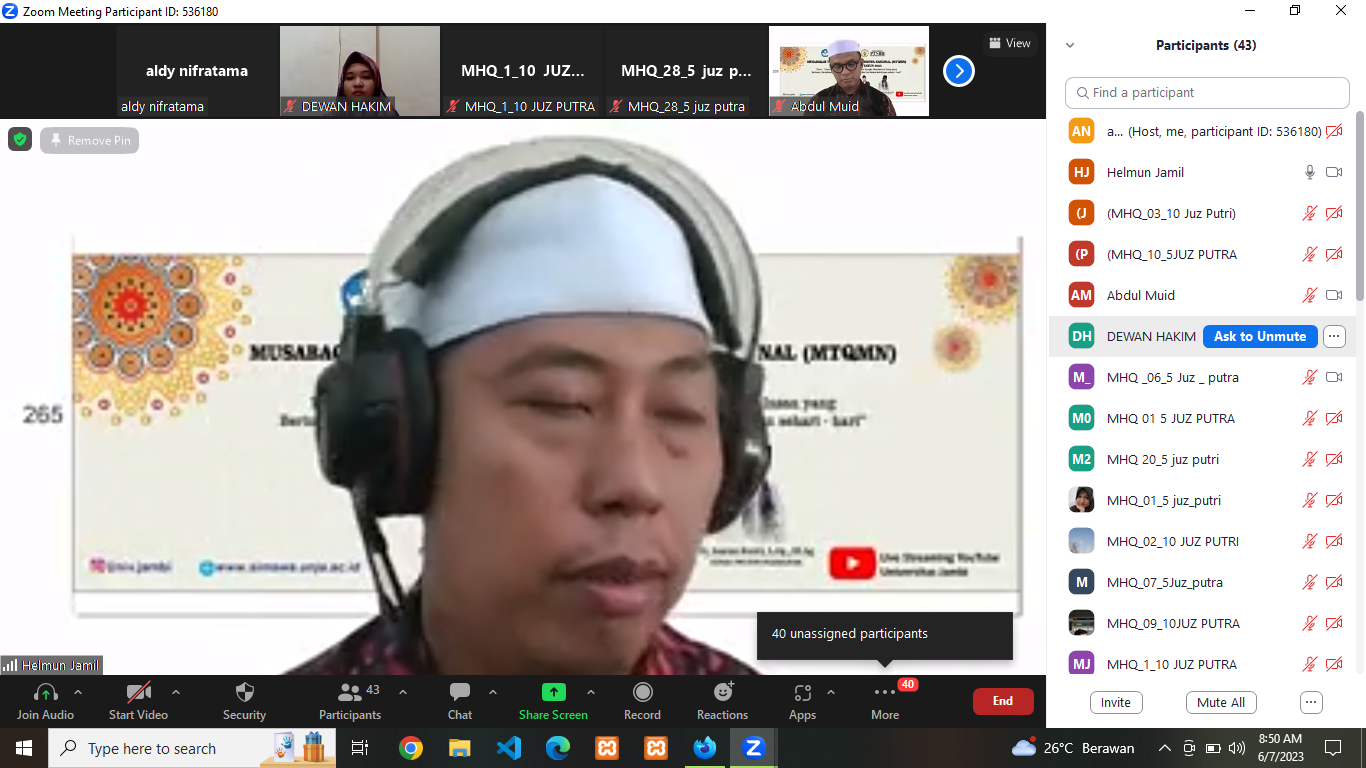 Zoom Meeting Participant ID: 536180
aldy nifratama
MHQ_1_10 JUZ...
MHQ_28_5 juz p...
View
aldy nifratama
DEWAN HAKIM
MHQ_1_10 JUZ PUTRA
MHQ_28_5 juz putra
Abdul Muid
Remove Pin
MUSABAQ
NAL (MTQMN)
265
Insan yang
sehari - hari"
www.simawa.unja.ac.id
Live Streaming YouTube
Universitas Jambi
Helmun Jamil
40 unassigned participants
Participants (43)
Find a participant
AN a... (Host, me, participant ID: 536180)
HJ Helmun Jamil
(J (MHQ_03_10 Juz Putri)
(P (MHQ_10_5JUZ PUTRA
AM Abdul Muid
DH DEWAN HAKIM Ask to Unmute ...
M_ MHQ _06_5 Juz _ putra
M0 MHQ 01 5 JUZ PUTRA
M2 MHQ 20_5 juz putri
MHQ_01_5 juz_putri
MHQ_02_10 JUZ PUTRI
M MHQ_07_5Juz_putra
MHQ_09_10JUZ PUTRA
MJ MHQ_1_10 JUZ PUTRA
Invite Mute All ...
43
40
Join Audio Start Video Security Participants Chat Share Screen Record Reactions Apps More End
Type here to search
26°C Berawan
8:50 AM
6/7/2023